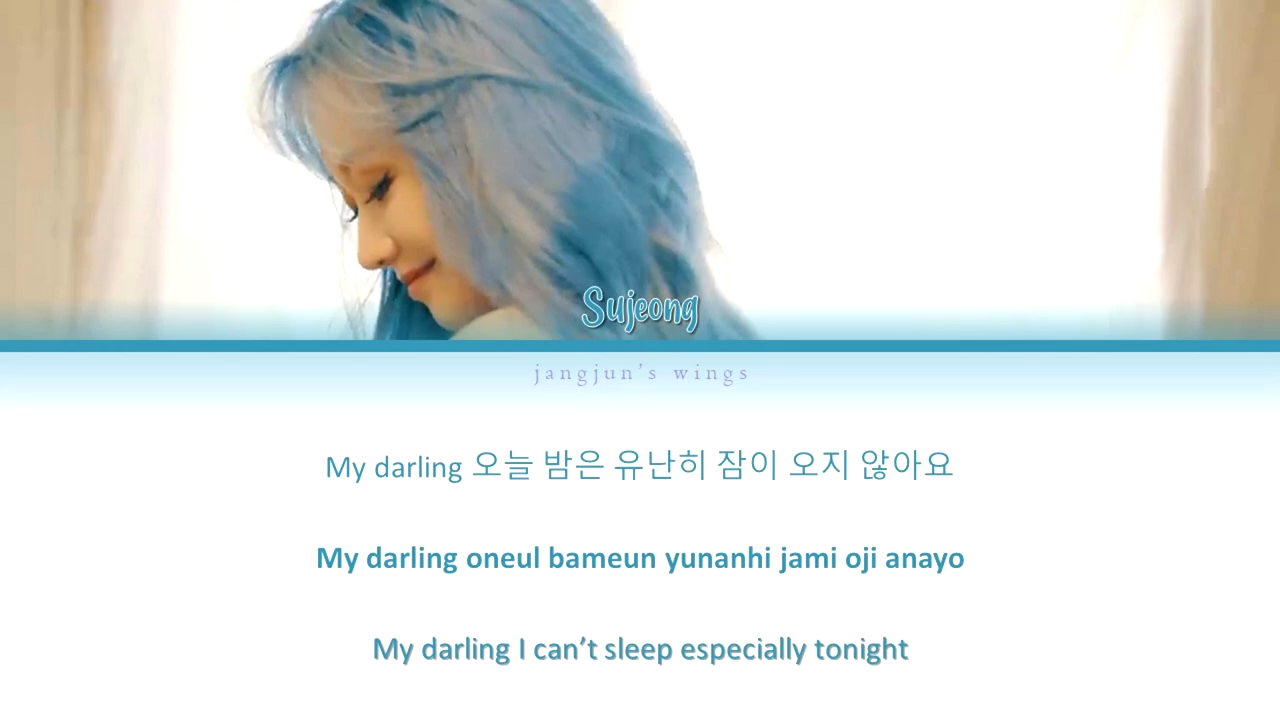 Sujeong
jangjun's wings
My darling 오늘 밤은 유난히 잠이 오지 않아요
My darling oneul bameun yunanhi jami oji anayo
My darling I can't sleep especially tonight